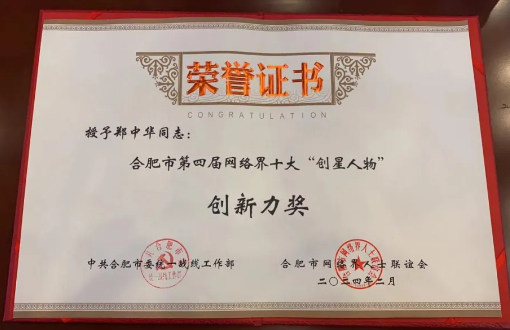 荣誉证书
CONDRATULATION
授予郑中华同志：
合肥市第四届网络界十大“创星人物”
创新力奖
中共合肥市委统一战线工作部 合肥市网络界人士联谊会
二〇二四年二月